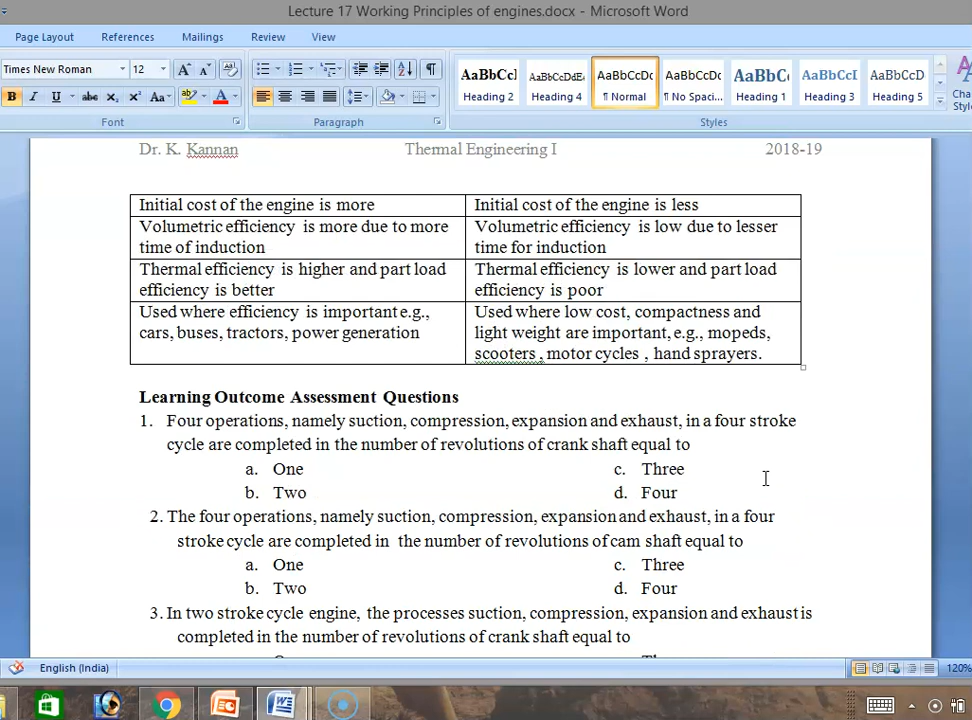 Lecture 17 Working Principles of engines.docx - Microsoft Word
Page Layout References Mailings Review View
Times New Roman 12
B I U abc X₂ X² Aa ab A
AaBbCcI AaBbCcDdE AaBbCcDc AaBbCcDc AaBbC AaBbCcI AaBbCcD
Heading 2 Heading 4 ¶ Normal ¶ No Spaci... Heading 1 Heading 3 Heading 5
Font Paragraph Styles
Dr. K. Kannan Thermal Engineering I 2018-19
Initial cost of the engine is more
Initial cost of the engine is less
Volumetric efficiency is more due to more
time of induction
Volumetric efficiency is low due to lesser
time for induction
Thermal efficiency is higher and part load
efficiency is better
Thermal efficiency is lower and part load
efficiency is poor
Used where efficiency is important e.g.,
cars, buses, tractors, power generation
Used where low cost, compactness and
light weight are important, e.g., mopeds,
scooters , motor cycles , hand sprayers.
Learning Outcome Assessment Questions
1. Four operations, namely suction, compression, expansion and exhaust, in a four stroke
cycle are completed in the number of revolutions of crank shaft equal to
a. One c. Three
b. Two d. Four
2. The four operations, namely suction, compression, expansion and exhaust, in a four
stroke cycle are completed in the number of revolutions of cam shaft equal to
a. One c. Three
b. Two d. Four
3. In two stroke cycle engine, the processes suction, compression, expansion and exhaust is
completed in the number of revolutions of crank shaft equal to
English (India) 120%